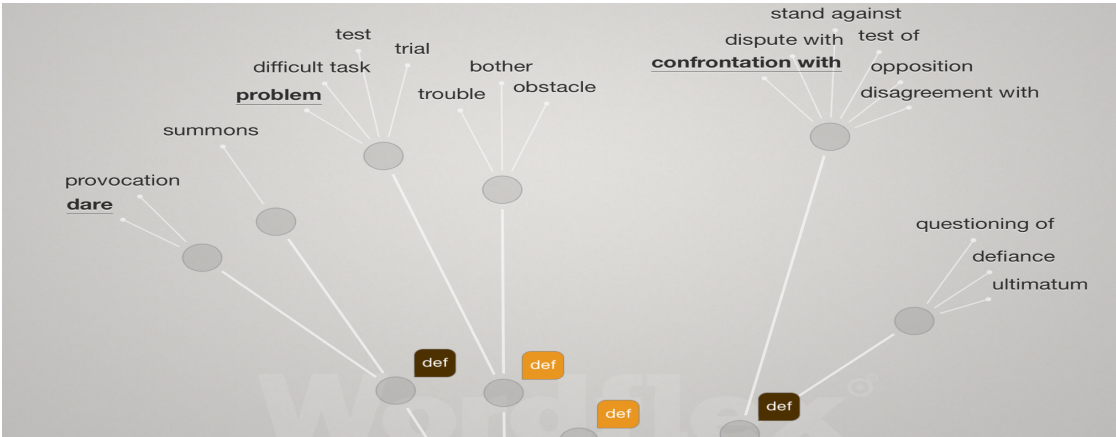 stand against
dispute with
test of
confrontation with
opposition
disagreement with
test
trial
difficult task
problem
bother
trouble
obstacle
summons
provocation
dare
questioning of
defiance
ultimatum
def
def
def
def
Wordflex